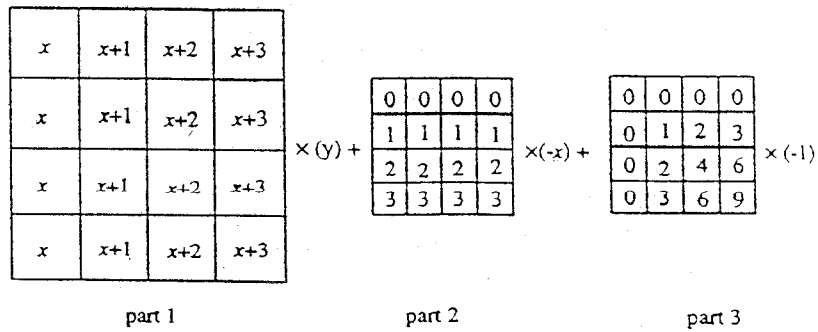 x x+1 x+2 x+3
x x+1 x+2 x+3
x x+1 x+2 x+3
x x+1 x+2 x+3
× (y) +
0 0 0 0
1 1 1 1
2 2 2 2
3 3 3 3
×(-x) +
0 0 0 0
0 1 2 3
0 2 4 6
0 3 6 9
× (-1)
part 1 part 2 part 3